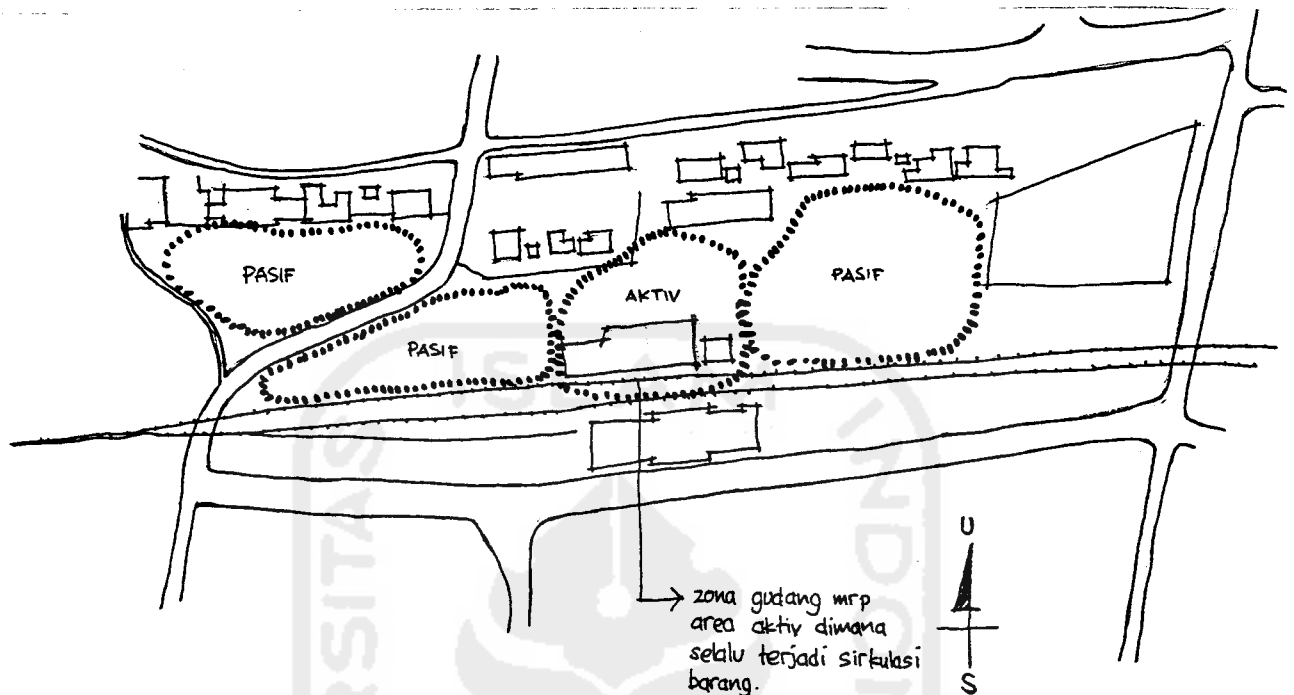 PASIF
AKTIV
PASIF
PASIF
U
zona gudang mrp
area aktiv dimana
selalu terjadi sirkulasi
barang.
S